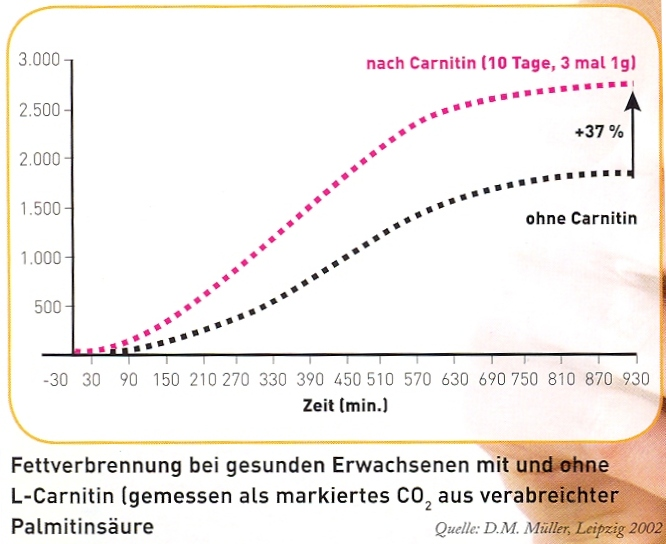 3.000
nach Carnitin (10 Tage, 3 mal 1g)
2.500
+37 %
2.000
1.500
ohne Carnitin
1.000
500
-30 30 90 150 210 270 330 390 450 510 570 630 690 750 810 870 930
Zeit (min.)
Fettverbrennung bei gesunden Erwachsenen mit und ohne
L-Carnitin (gemessen als markiertes CO₂ aus verabreichter
Palmitinsäure
Quelle: D.M. Müller, Leipzig 2002